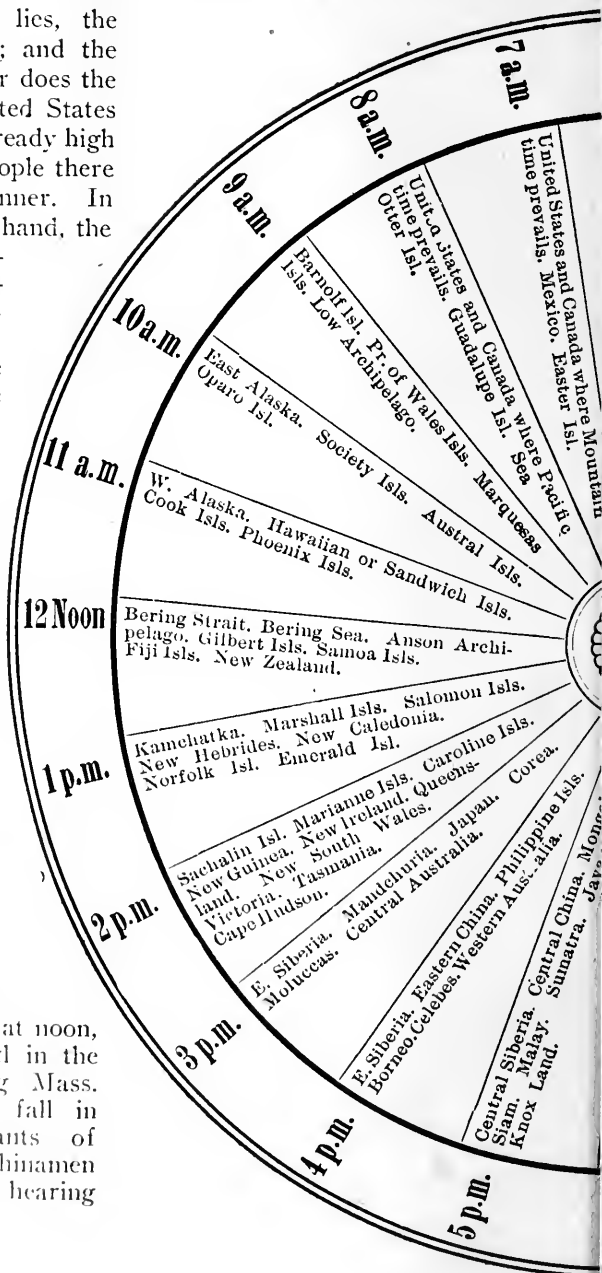 lies, the
; and the
r does the
ted States
ready high
ople there
nner. In
hand, the
7 a.m.
United States and Canada where Mountain
time prevails. Mexico. Easter Isl.
8 a.m.
United States and Canada where Pacific
time prevails. Guadalupe Isl. Sea
Otter Isl.
9 a.m.
Barnolf Isl. Pr. of Wales Isls. Marquesas
Isls. Low Archipelago.
10 a.m.
East Alaska. Society Isls. Austral Isls.
Oparo Isl.
11 a.m.
W. Alaska. Hawaiian or Sandwich Isls.
Cook Isls. Phoenix Isls.
12 Noon
Bering Strait. Bering Sea. Anson Archi-
pelago. Gilbert Isls. Samoa Isls.
Fiji Isls. New Zealand.
1 p.m.
Kamchatka. Marshall Isls. Salomon Isls.
New Hebrides. New Caledonia.
Norfolk Isl. Emerald Isl.
2 p.m.
Sachalin Isl. Marianne Isls. Caroline Isls.
New Guinea. New Ireland. Queens-
land. New South Wales.
Victoria. Tasmania.
Cape Hudson.
3 p.m.
E. Siberia. Mandchuria. Japan. Corea.
Moluccas. Central Australia.
4 p.m.
E. Siberia. Eastern China. Philippine Isls.
Borneo. Celebes. Western Australia.
5 p.m.
Central Siberia. Central China. Mongo
Siam. Malay. Sumatra. Java
Knox Land.
at noon,
l in the
g Mass.
fall in
nts of
hinamen
hearing